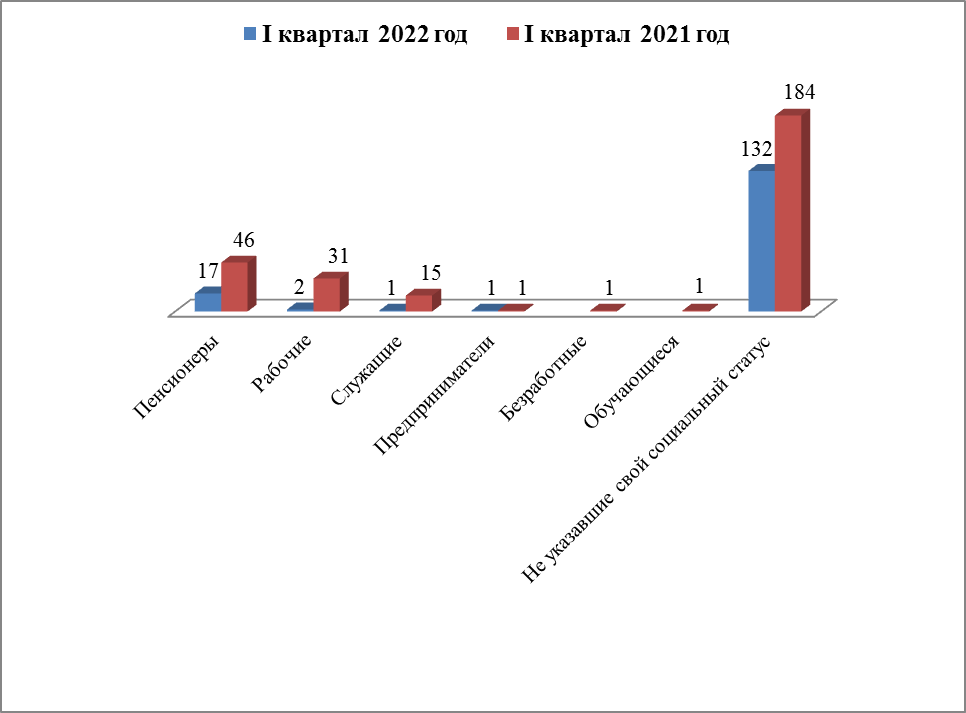 I квартал 2022 год I квартал 2021 год
184
132
46
17
31
2
15
1
1 1
1
1
Пенсионеры
Рабочие
Служащие
Предприниматели
Безработные
Обучающиеся
Не указавшие свой социальный статус